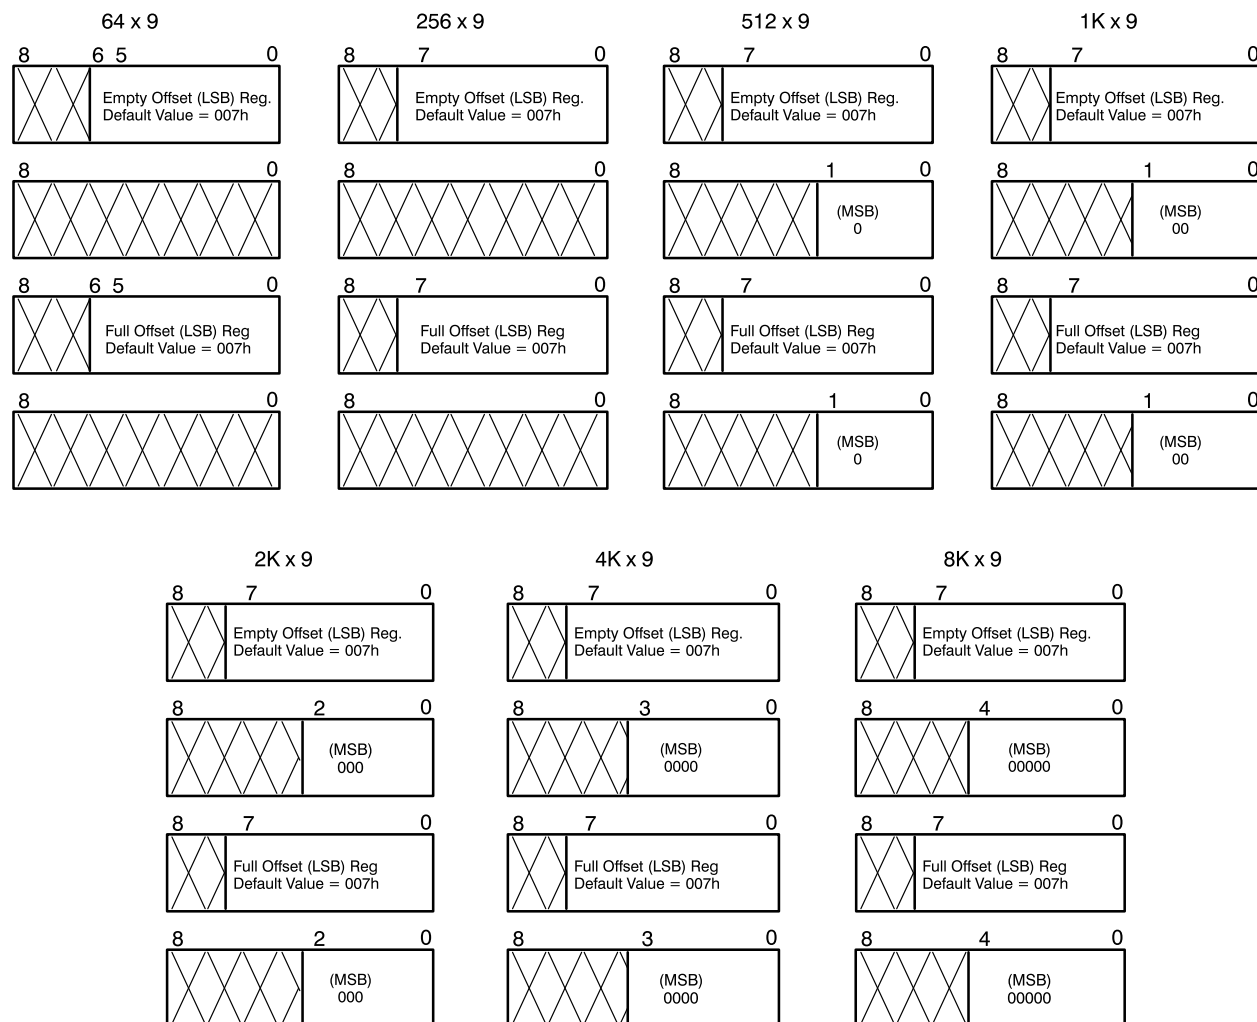 64 x 9 256 x 9 512 x 9 1K x 9
8 6 5 0 8 7 0 8 7 0 8 7 0
Empty Offset (LSB) Reg. Empty Offset (LSB) Reg. Empty Offset (LSB) Reg. Empty Offset (LSB) Reg.
Default Value = 007h Default Value = 007h Default Value = 007h Default Value = 007h
8 0 8 0 8 1 0 8 1 0
(MSB) (MSB)
0 00
8 6 5 0 8 7 0 8 7 0 8 7 0
Full Offset (LSB) Reg Full Offset (LSB) Reg Full Offset (LSB) Reg Full Offset (LSB) Reg
Default Value = 007h Default Value = 007h Default Value = 007h Default Value = 007h
8 0 8 0 8 1 0 8 1 0
(MSB) (MSB)
0 00
2K x 9 4K x 9 8K x 9
8 7 0 8 7 0 8 7 0
Empty Offset (LSB) Reg. Empty Offset (LSB) Reg. Empty Offset (LSB) Reg.
Default Value = 007h Default Value = 007h Default Value = 007h
8 2 0 8 3 0 8 4 0
(MSB) (MSB) (MSB)
000 0000 00000
8 7 0 8 7 0 8 7 0
Full Offset (LSB) Reg Full Offset (LSB) Reg Full Offset (LSB) Reg
Default Value = 007h Default Value = 007h Default Value = 007h
8 2 0 8 3 0 8 4 0
(MSB) (MSB) (MSB)
000 0000 00000